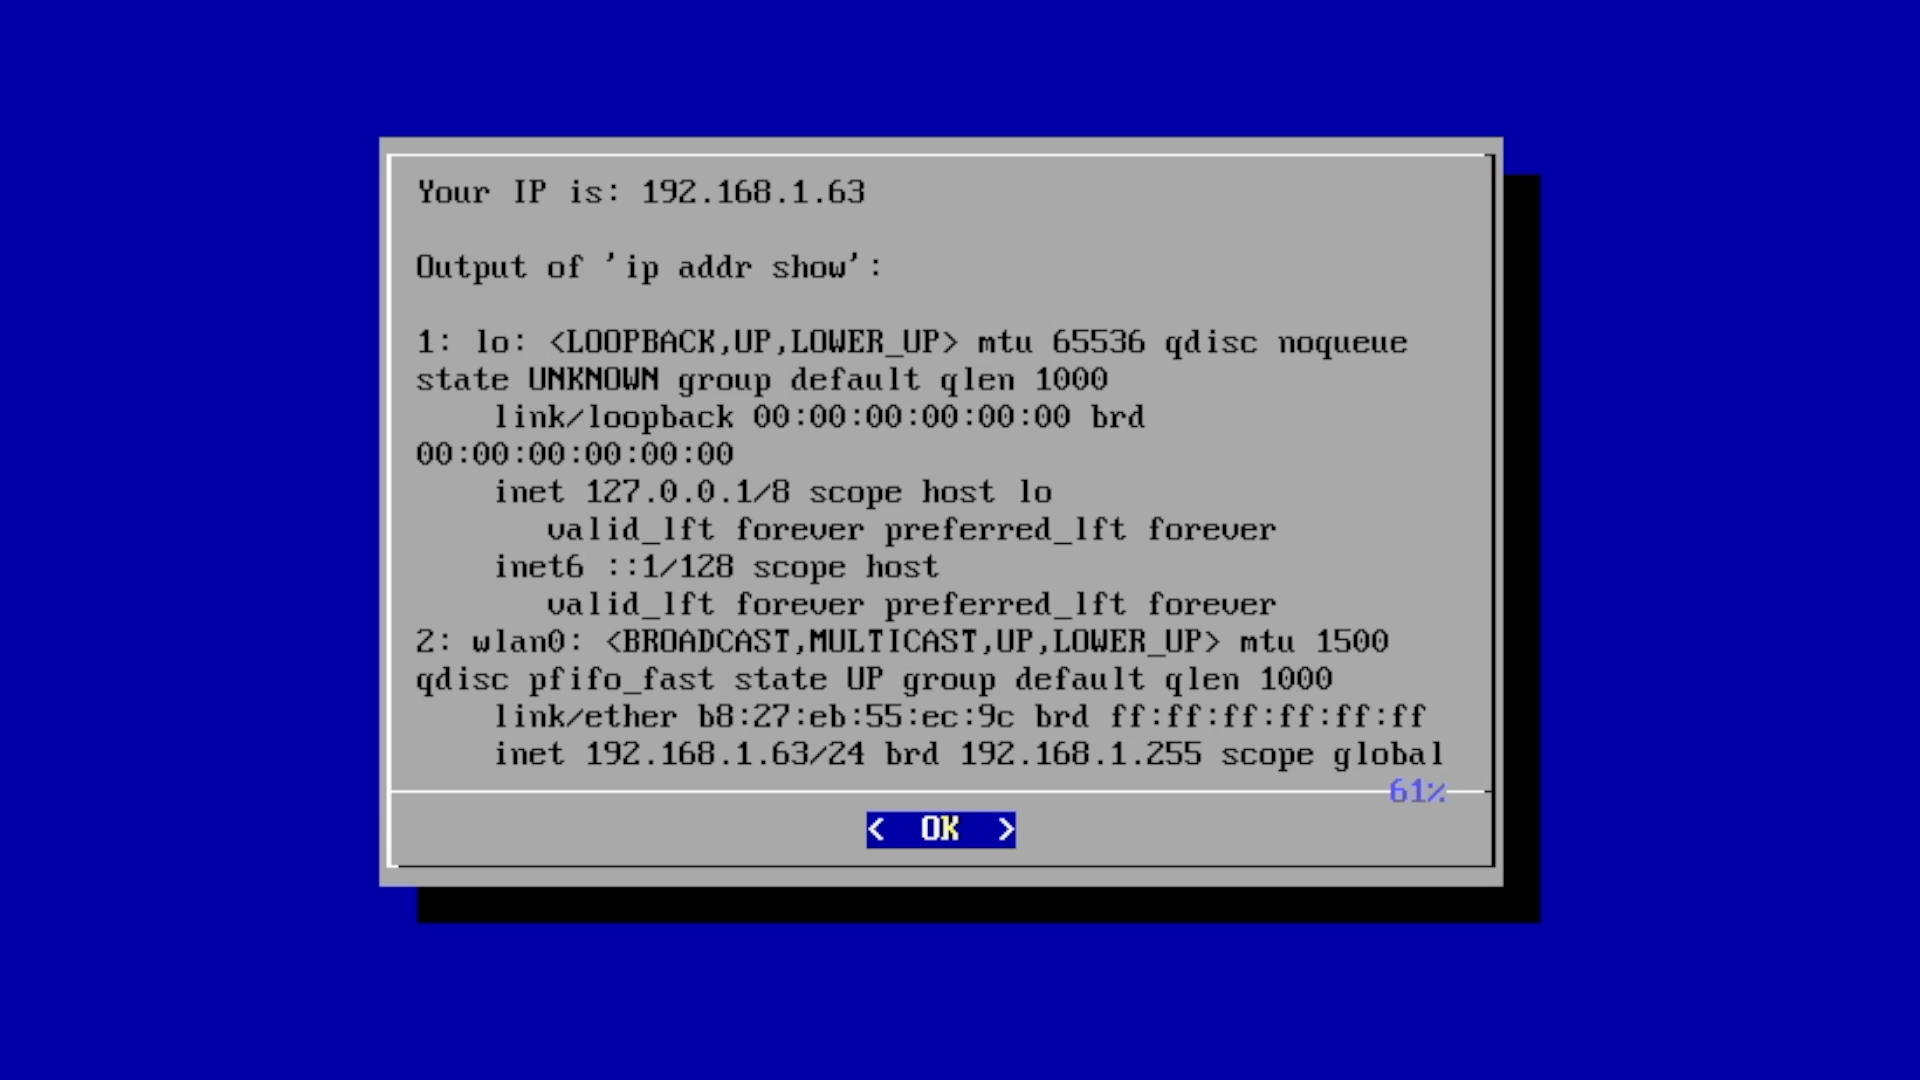 Your IP is: 192.168.1.63
Output of 'ip addr show':
1: lo: <LOOPBACK,UP,LOWER_UP> mtu 65536 qdisc noqueue
state UNKNOWN group default qlen 1000
link/loopback 00:00:00:00:00:00 brd
00:00:00:00:00:00
inet 127.0.0.1/8 scope host lo
valid_lft forever preferred_lft forever
inet6 ::1/128 scope host
valid_lft forever preferred_lft forever
2: wlan0: <BROADCAST,MULTICAST,UP,LOWER_UP> mtu 1500
qdisc pfifo_fast state UP group default qlen 1000
link/ether b8:27:eb:55:ec:9c brd ff:ff:ff:ff:ff:ff
inet 192.168.1.63/24 brd 192.168.1.255 scope global
61%
< OK >